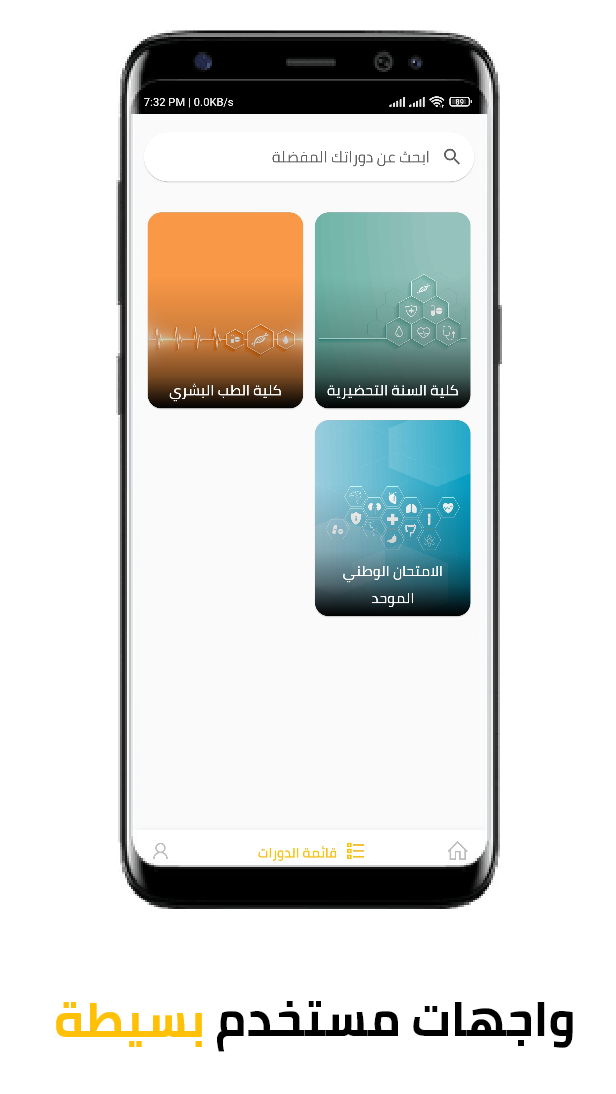 7:32 PM | 0.0KB/s
89
ابحث عن دوراتك المفضلة
كلية السنة التحضيرية
كلية الطب البشري
الامتحان الوطني
الموحد
قائمة الدورات
واجهات مستخدم بسيطة